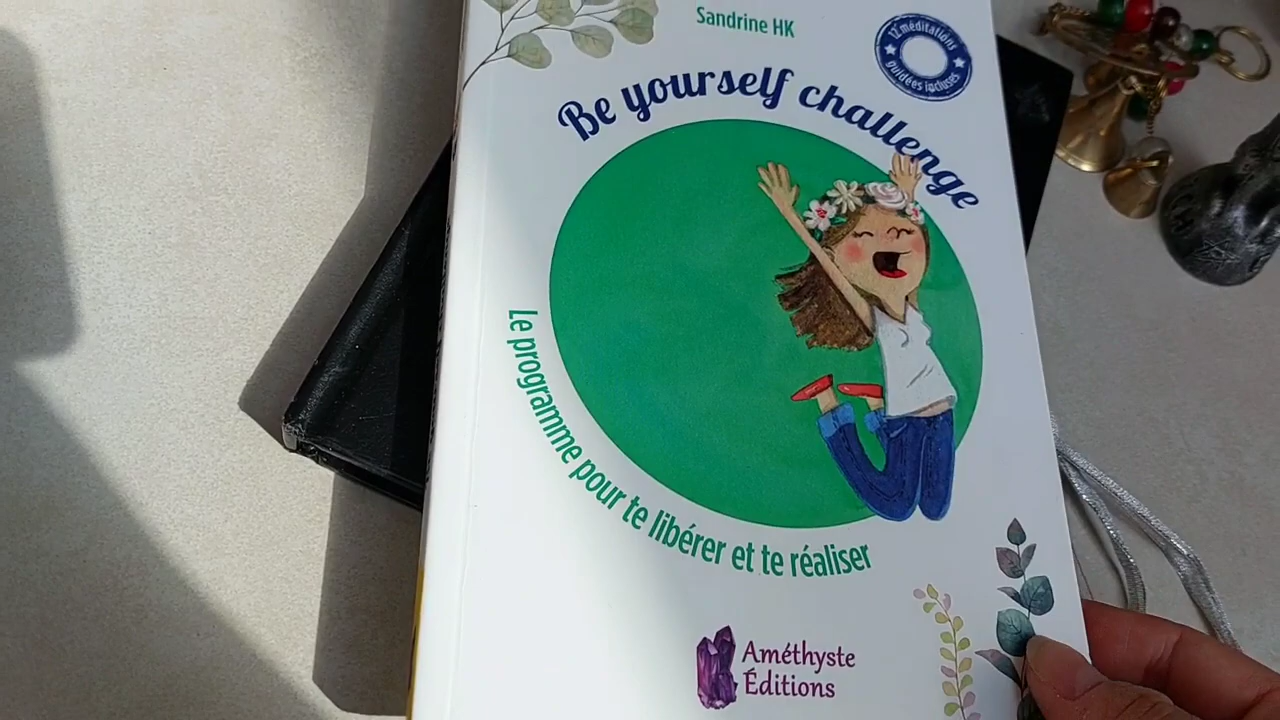 Sandrine HK
12 méditations
guidées incluses
Be yourself challenge
Le programme pour te libérer et te réaliser
Améthyste
Éditions